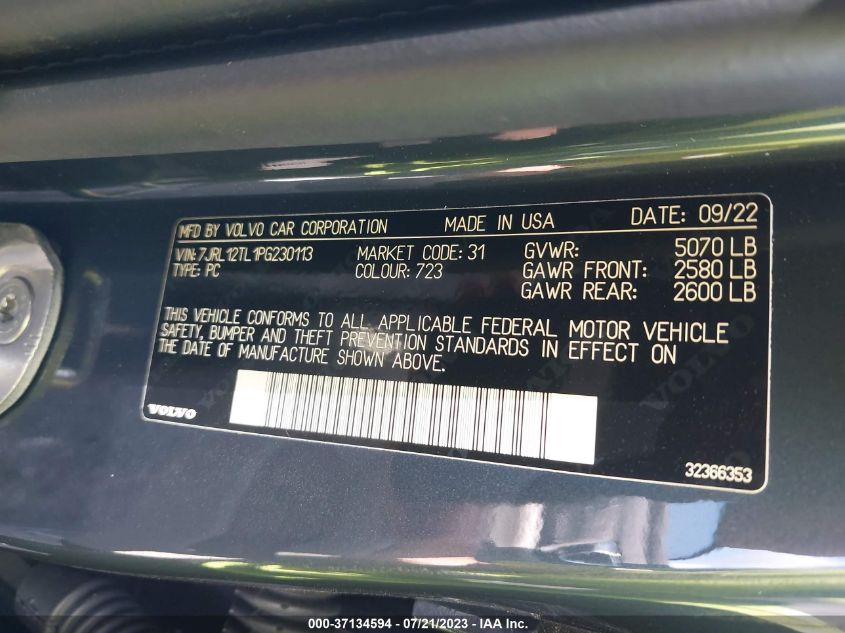 MFD BY VOLVO CAR CORPORATION MADE IN USA DATE: 09/22
VIN: 7JRL12TL1PG230113 MARKET CODE: 31 GVWR: 5070 LB
TYPE: PC COLOUR: 723 GAWR FRONT: 2580 LB
GAWR REAR: 2600 LB
THIS VEHICLE CONFORMS TO ALL APPLICABLE FEDERAL MOTOR VEHICLE
SAFETY, BUMPER AND THEFT PREVENTION STANDARDS IN EFFECT ON
THE DATE OF MANUFACTURE SHOWN ABOVE.
VOLVO
32366353
000-37134594 / 07/21/2023 / IAA Inc.